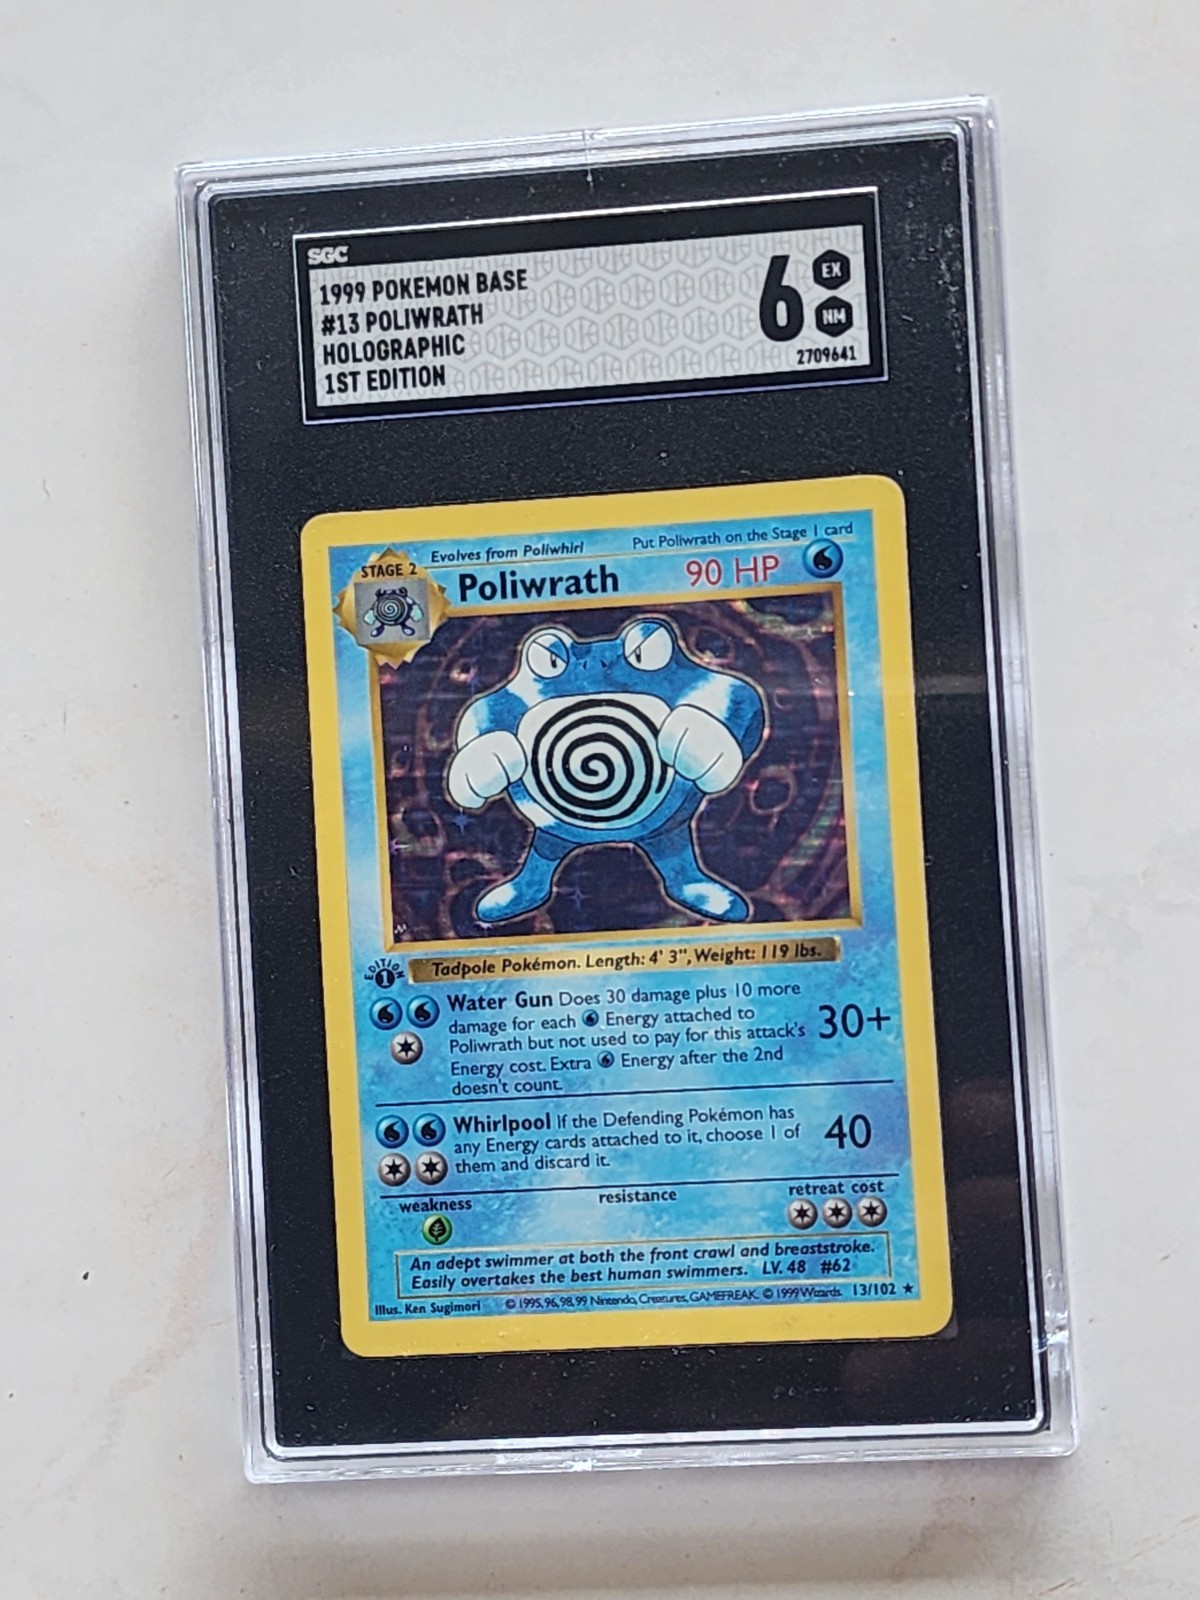 SGC
1999 POKEMON BASE
#13 POLIWRATH
HOLOGRAPHIC
1ST EDITION
6 EX NM
2709641
Evolves from Poliwhirl Put Poliwrath on the Stage 1 card
STAGE 2
Poliwrath 90 HP
EDITION 1
Tadpole Pokémon. Length: 4' 3", Weight: 119 lbs.
Water Gun Does 30 damage plus 10 more
damage for each Energy attached to
Poliwrath but not used to pay for this attack's
Energy cost. Extra Energy after the 2nd
doesn't count.
30+
Whirlpool If the Defending Pokémon has
any Energy cards attached to it, choose 1 of
them and discard it.
40
weakness resistance retreat cost
An adept swimmer at both the front crawl and breaststroke.
Easily overtakes the best human swimmers. LV. 48 #62
Illus. Ken Sugimori © 1995, 96, 98, 99 Nintendo, Creatures, GAMEFREAK. © 1999 Wizards. 13/102 ★